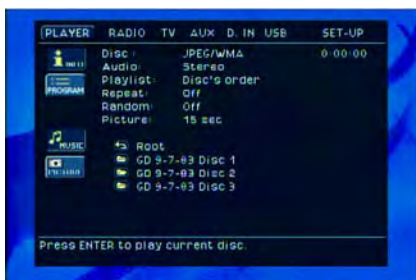 PLAYER RADIO TV AUX D. IN USB SET-UP
INFO Disc : JPEG/WMA 0:00:00
Audio: Stereo
Playlist: Disc's order
PROGRAM Repeat: Off
Random: Off
Picture: 15 sec
MUSIC Root
PICTURE GD 9-7-83 Disc 1
GD 9-7-83 Disc 2
GD 9-7-83 Disc 3
Press ENTER to play current disc.